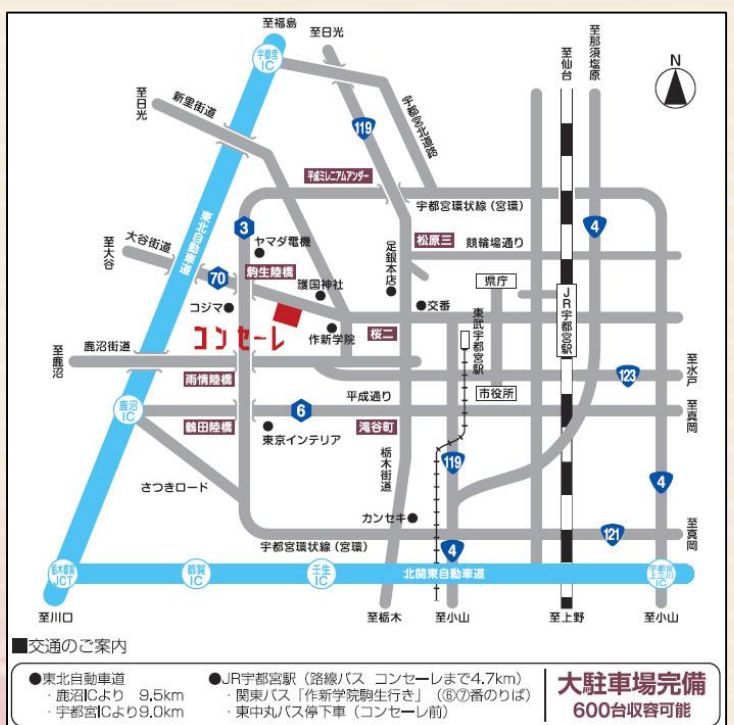 至福島
至日光
至仙台
至那須塩原
N
宇都宮
IC
至日光
新里街道
119
宇都宮北道路
平成ミレニアムアンダー
宇都宮環状線(宮環)
東北自動車道
3
4
ヤマダ電機
足銀本店
松原三
競輪場通り
大谷街道
至大谷
70
駒生陸橋
護国神社
県庁
コジマ
コンセーレ
作新学院
交番
桜二
東武宇都宮駅
JR宇都宮駅
鹿沼街道
至鹿沼
雨情陸橋
123
至水戸
平成通り
市役所
鹿沼
IC
6
至真岡
鶴田陸橋
東京インテリア
滝谷町
栃木街道
119
4
さつきロード
カンセキ
121
至真岡
宇都宮環状線(宮環)
4
栃木都賀
JCT
都賀
IC
壬生
IC
北関東自動車道
宇都宮
上三川
IC
至川口
至栃木
至小山
至上野
至小山
■交通のご案内
●東北自動車道
・鹿沼ICより 9.5km
・宇都宮ICより9.0km
●JR宇都宮駅(路線バス コンセーレまで4.7km)
・関東バス「作新学院駒生行き」(⑥⑦番のりば)
・東中丸バス停下車(コンセーレ前)
大駐車場完備
600台収容可能